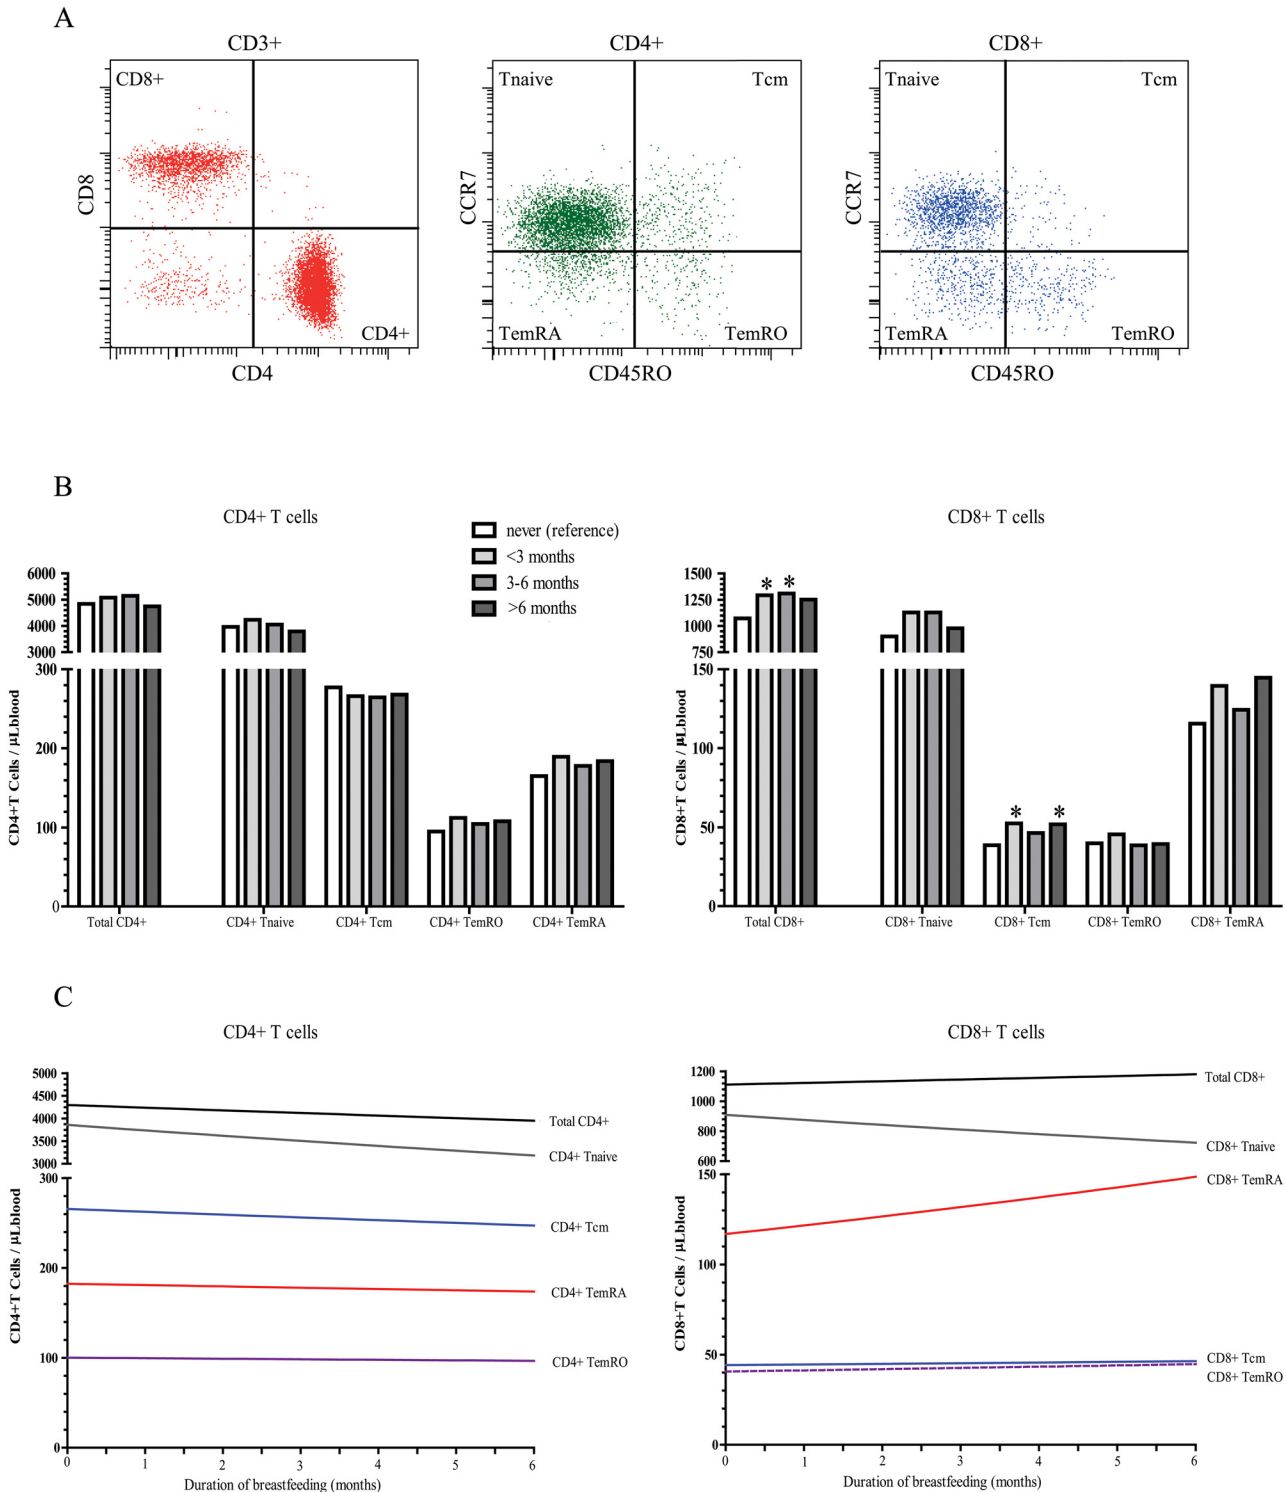 A
CD3+
CD8+
CD4+
CD8
CD4
CD4+
Tnaive
Tcm
TemRA
TemRO
CCR7
CD45RO
CD8+
Tnaive
Tcm
TemRA
TemRO
CCR7
CD45RO
B
CD4+ T cells
never (reference)
<3 months
3-6 months
>6 months
CD8+ T cells
6000
5000
4000
3000
300
200
100
0
CD4+T Cells / µLblood
Total CD4+
CD4+ Tnaive
CD4+ Tcm
CD4+ TemRO
CD4+ TemRA
1500
1250
1000
750
150
100
50
0
CD8+T Cells / µLblood
* *
* *
Total CD8+
CD8+ Tnaive
CD8+ Tcm
CD8+ TemRO
CD8+ TemRA
C
CD4+ T cells
5000
4500
4000
3500
3000
300
200
100
0
CD4+T Cells / µLblood
Total CD4+
CD4+ Tnaive
CD4+ Tcm
CD4+ TemRA
CD4+ TemRO
0 1 2 3 4 5 6
Duration of breastfeeding (months)
CD8+ T cells
1200
1000
800
600
150
100
50
0
CD8+T Cells / µLblood
Total CD8+
CD8+ Tnaive
CD8+ TemRA
CD8+ Tcm
CD8+ TemRO
0 1 2 3 4 5 6
Duration of breastfeeding (months)